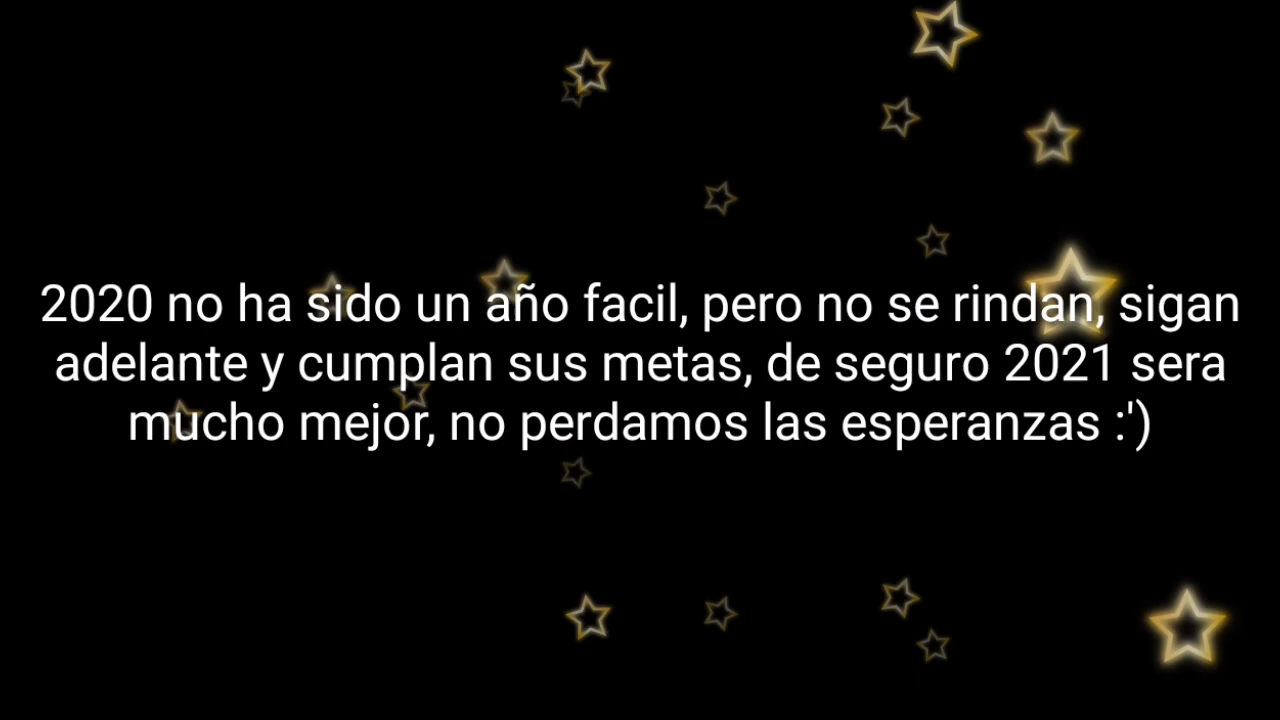 2020 no ha sido un año facil, pero no se rindan, sigan
adelante y cumplan sus metas, de seguro 2021 sera
mucho mejor, no perdamos las esperanzas :')